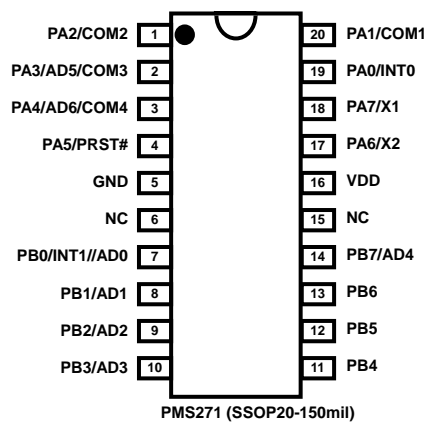 PA2/COM2 1 20 PA1/COM1
PA3/AD5/COM3 2 19 PA0/INT0
PA4/AD6/COM4 3 18 PA7/X1
PA5/PRST# 4 17 PA6/X2
GND 5 16 VDD
NC 6 15 NC
PB0/INT1//AD0 7 14 PB7/AD4
PB1/AD1 8 13 PB6
PB2/AD2 9 12 PB5
PB3/AD3 10 11 PB4
PMS271 (SSOP20-150mil)